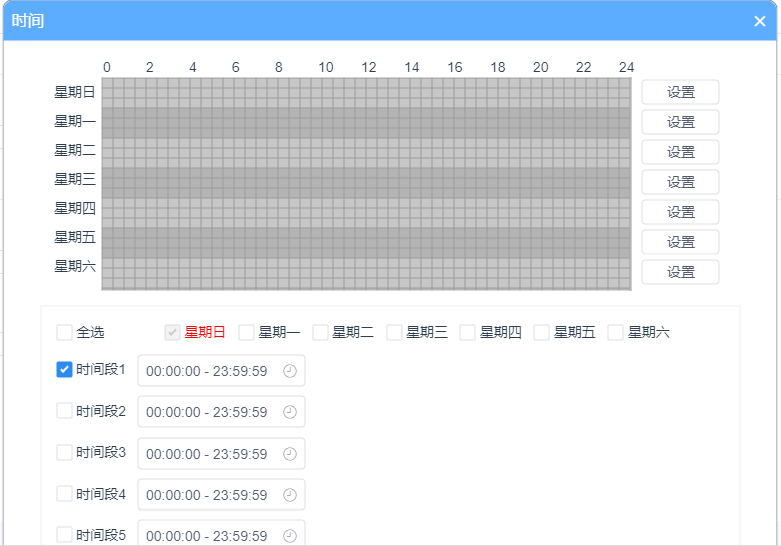 时间
0 2 4 6 8 10 12 14 16 18 20 22 24
星期日 设置
星期一 设置
星期二 设置
星期三 设置
星期四 设置
星期五 设置
星期六 设置
全选 星期日 星期一 星期二 星期三 星期四 星期五 星期六
时间段1 00:00:00 - 23:59:59
时间段2 00:00:00 - 23:59:59
时间段3 00:00:00 - 23:59:59
时间段4 00:00:00 - 23:59:59
时间段5 00:00:00 - 23:59:59